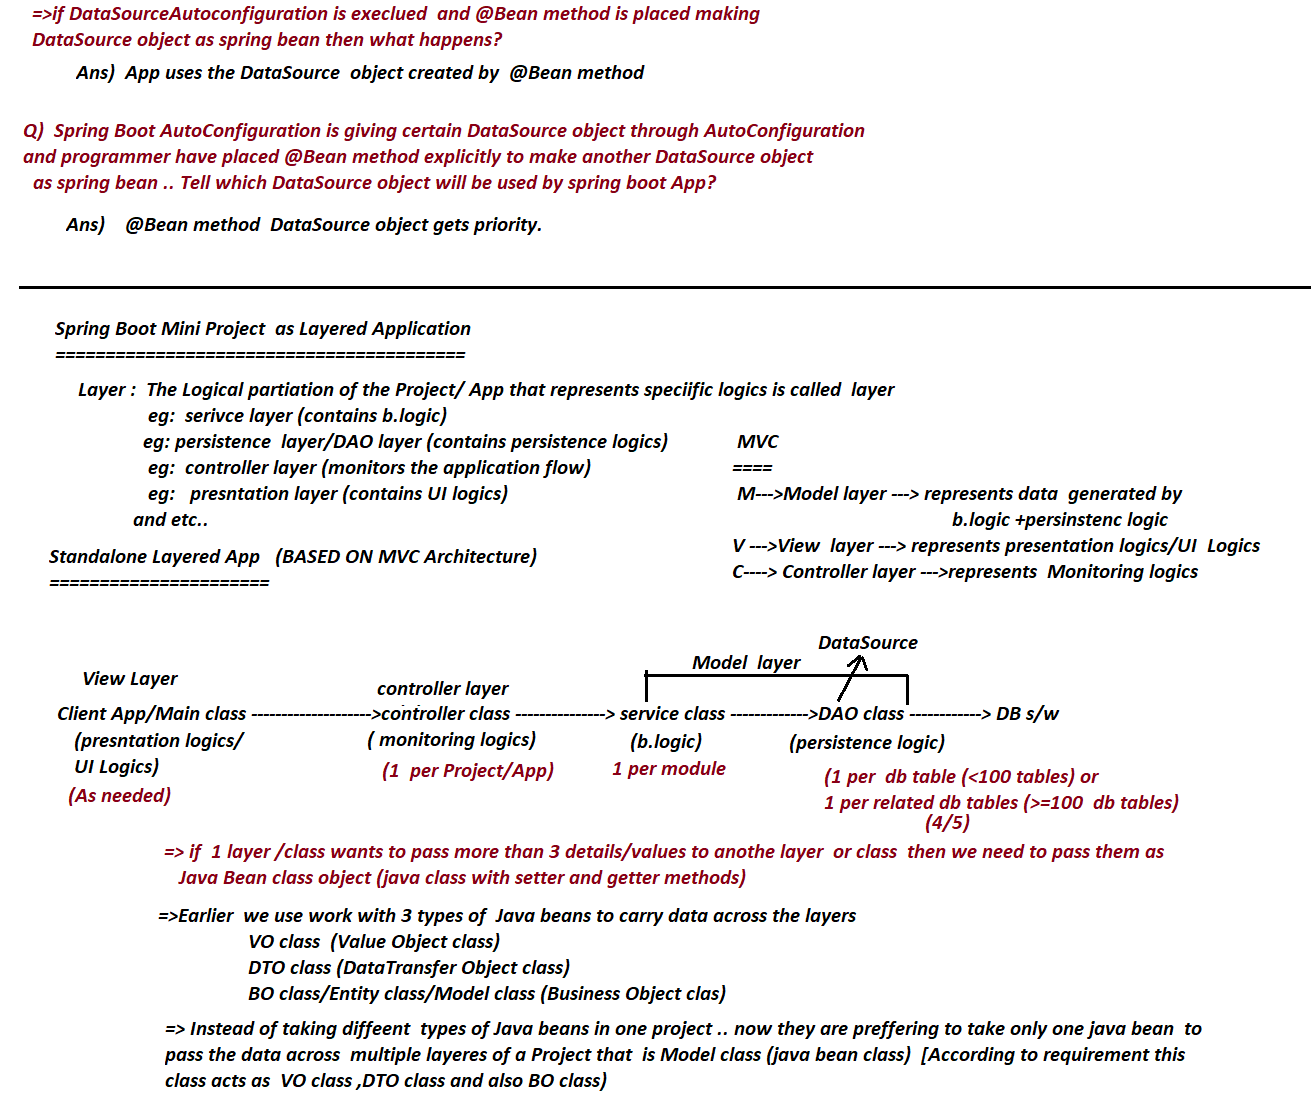 =>if DataSourceAutoconfiguration is execlued and @Bean method is placed making
DataSource object as spring bean then what happens?
Ans) App uses the DataSource object created by @Bean method
Q) Spring Boot AutoConfiguration is giving certain DataSource object through AutoConfiguration
and programmer have placed @Bean method explicitly to make another DataSource object
as spring bean .. Tell which DataSource object will be used by spring boot App?
Ans) @Bean method DataSource object gets priority.
Spring Boot Mini Project as Layered Application
=========================================
Layer : The Logical partiation of the Project/ App that represents speciific logics is called layer
eg: serivce layer (contains b.logic)
eg: persistence layer/DAO layer (contains persistence logics)
eg: controller layer (monitors the application flow)
eg: presntation layer (contains UI logics)
and etc..
MVC
====
M--->Model layer ---> represents data generated by
b.logic +persinstenc logic
V --->View layer ---> represents presentation logics/UI Logics
C----> Controller layer --->represents Monitoring logics
Standalone Layered App (BASED ON MVC Architecture)
======================
DataSource
Model layer
View Layer
controller layer
Client App/Main class -------------------->controller class ---------------> service class ------------->DAO class ------------> DB s/w
(presntation logics/
UI Logics)
( monitoring logics)
(b.logic)
(persistence logic)
(As needed)
(1 per Project/App)
1 per module
(1 per db table (<100 tables) or
1 per related db tables (>=100 db tables)
(4/5)
=> if 1 layer /class wants to pass more than 3 details/values to anothe layer or class then we need to pass them as
Java Bean class object (java class with setter and getter methods)
=>Earlier we use work with 3 types of Java beans to carry data across the layers
VO class (Value Object class)
DTO class (DataTransfer Object class)
BO class/Entity class/Model class (Business Object clas)
=> Instead of taking diffeent types of Java beans in one project .. now they are preffering to take only one java bean to
pass the data across multiple layeres of a Project that is Model class (java bean class) [According to requirement this
class acts as VO class ,DTO class and also BO class)